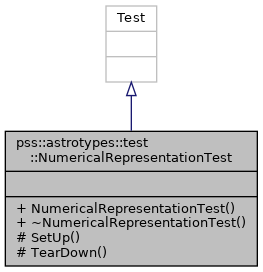 Test
pss::astrotypes::test
::NumericalRepresentationTest
+ NumericalRepresentationTest()
+ ~NumericalRepresentationTest()
# SetUp()
# TearDown()